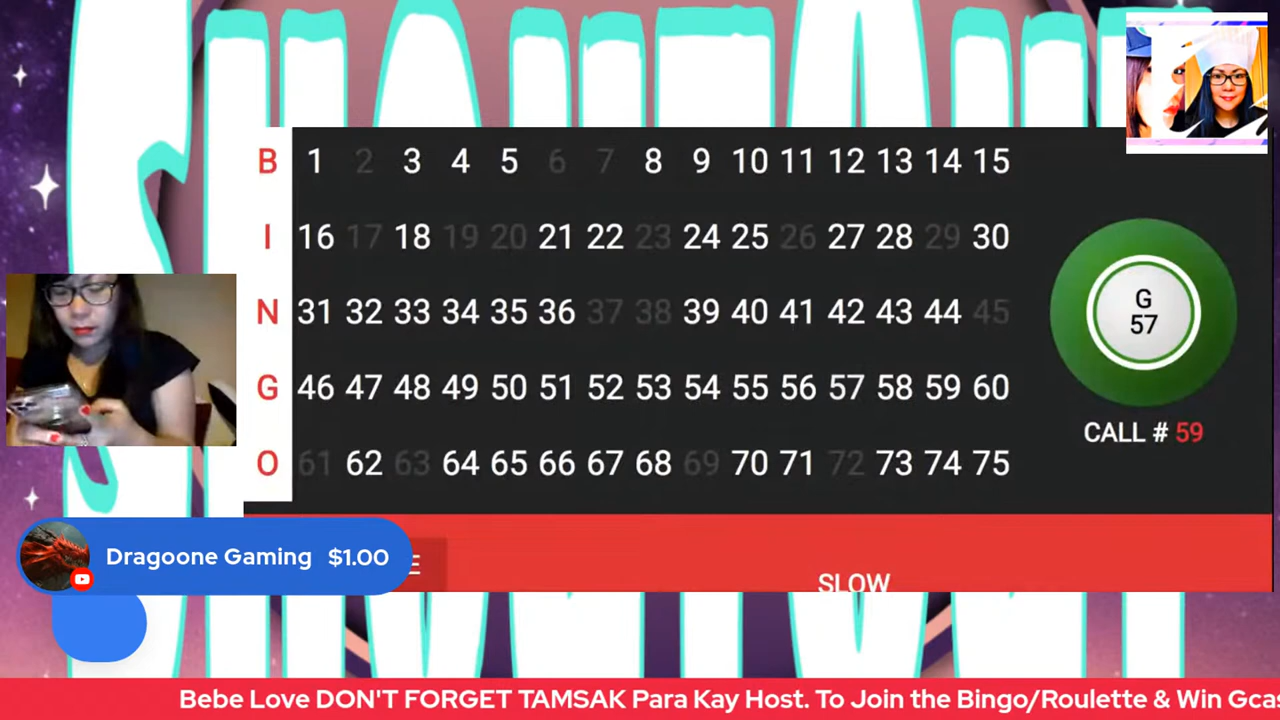 B 1 2 3 4 5 6 7 8 9 10 11 12 13 14 15
I 16 17 18 19 20 21 22 23 24 25 26 27 28 29 30
N 31 32 33 34 35 36 37 38 39 40 41 42 43 44 45
G 46 47 48 49 50 51 52 53 54 55 56 57 58 59 60
O 61 62 63 64 65 66 67 68 69 70 71 72 73 74 75
G
57
CALL # 59
Dragoone Gaming $1.00
SLOW
Bebe Love DON'T FORGET TAMSAK Para Kay Host. To Join the Bingo/Roulette & Win Gcas